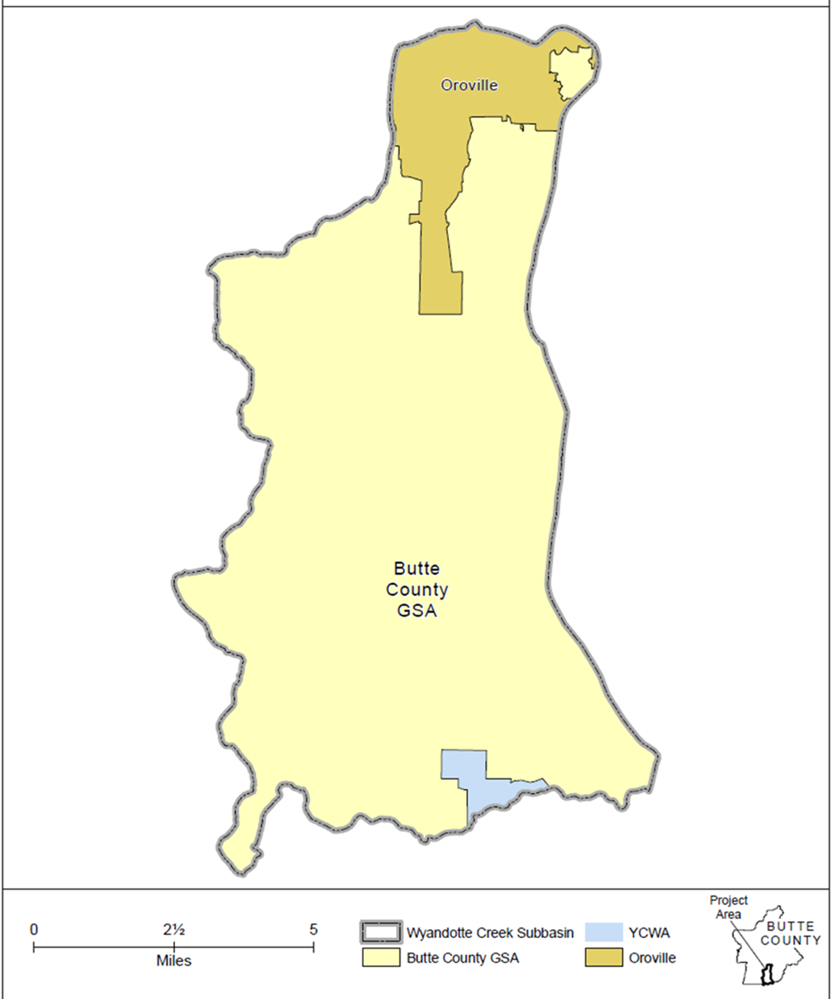 Oroville
Butte
County
GSA
0
2½
5
Miles
Wyandotte Creek Subbasin
Butte County GSA
YCWA
Oroville
Project
Area
BUTTE
COUNTY